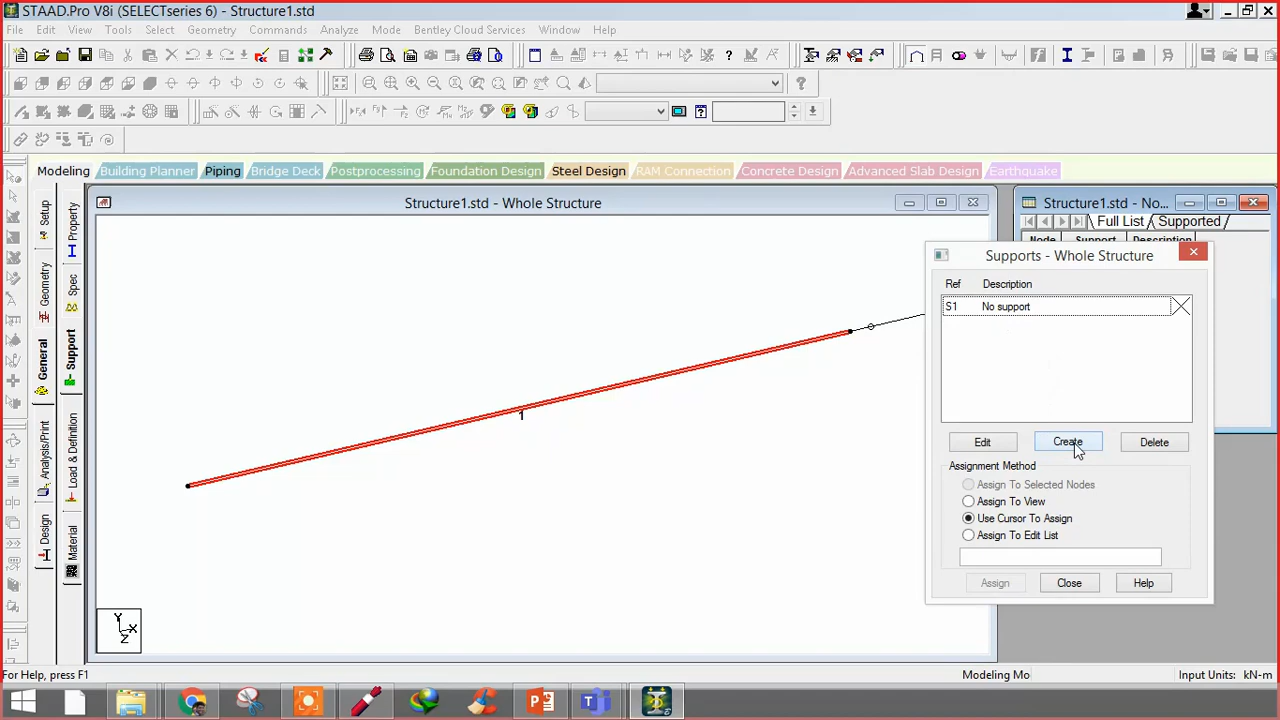 STAAD.Pro V8i (SELECTseries 6) - Structure1.std
File Edit View Tools Select Geometry Commands Analyze Mode Bentley Cloud Services Window Help
Modeling Building Planner Piping Bridge Deck Postprocessing Foundation Design Steel Design RAM Connection Concrete Design Advanced Slab Design Earthquake
Structure1.std - Whole Structure
Structure1.std - No...
Full List Supported
Node Support Description
Setup
Geometry
General
Analysis/Print
Design
Property
Spec
Support
Load & Definition
Material
1
Y
X
Z
Supports - Whole Structure
Ref Description
S1 No support
Edit Create Delete
Assignment Method
Assign To Selected Nodes
Assign To View
Use Cursor To Assign
Assign To Edit List
Assign Close Help
For Help, press F1
Modeling Mo
Input Units: kN-m